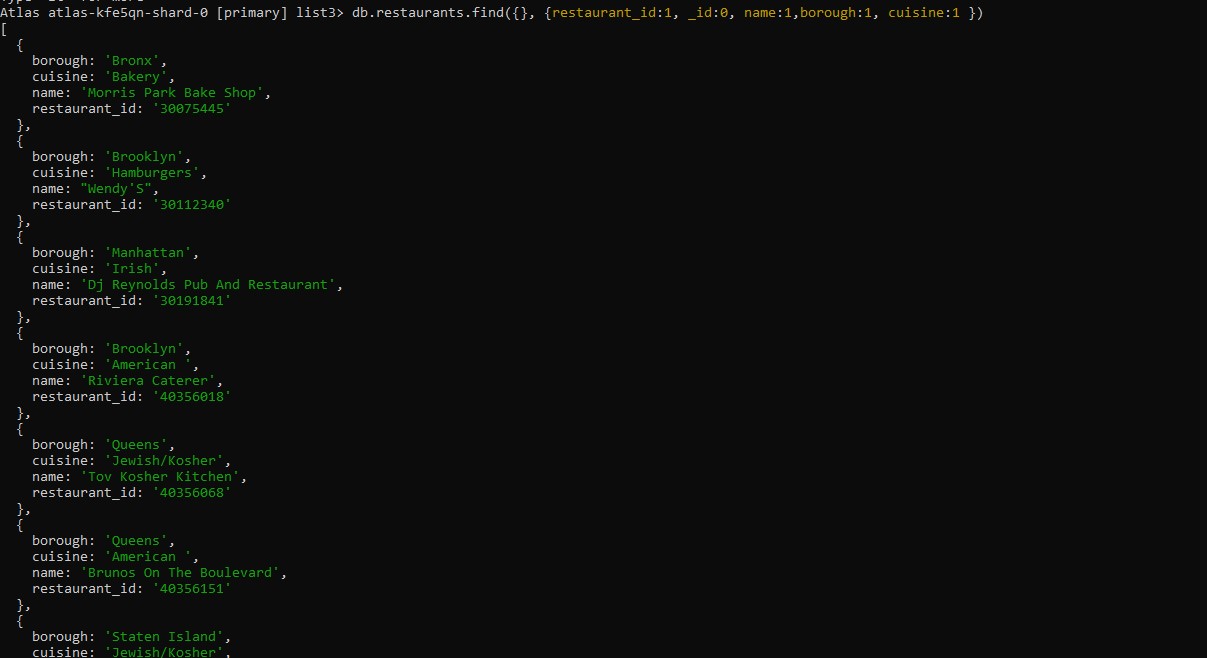 Atlas atlas-kfe5qn-shard-0 [primary] list3> db.restaurants.find({}, {restaurant_id:1, _id:0, name:1,borough:1, cuisine:1 })
[
  {
    borough: 'Bronx',
    cuisine: 'Bakery',
    name: 'Morris Park Bake Shop',
    restaurant_id: '30075445'
  },
  {
    borough: 'Brooklyn',
    cuisine: 'Hamburgers',
    name: "Wendy'S",
    restaurant_id: '30112340'
  },
  {
    borough: 'Manhattan',
    cuisine: 'Irish',
    name: 'Dj Reynolds Pub And Restaurant',
    restaurant_id: '30191841'
  },
  {
    borough: 'Brooklyn',
    cuisine: 'American ',
    name: 'Riviera Caterer',
    restaurant_id: '40356018'
  },
  {
    borough: 'Queens',
    cuisine: 'Jewish/Kosher',
    name: 'Tov Kosher Kitchen',
    restaurant_id: '40356068'
  },
  {
    borough: 'Queens',
    cuisine: 'American ',
    name: 'Brunos On The Boulevard',
    restaurant_id: '40356151'
  },
  {
    borough: 'Staten Island',
    cuisine: 'Jewish/Kosher',